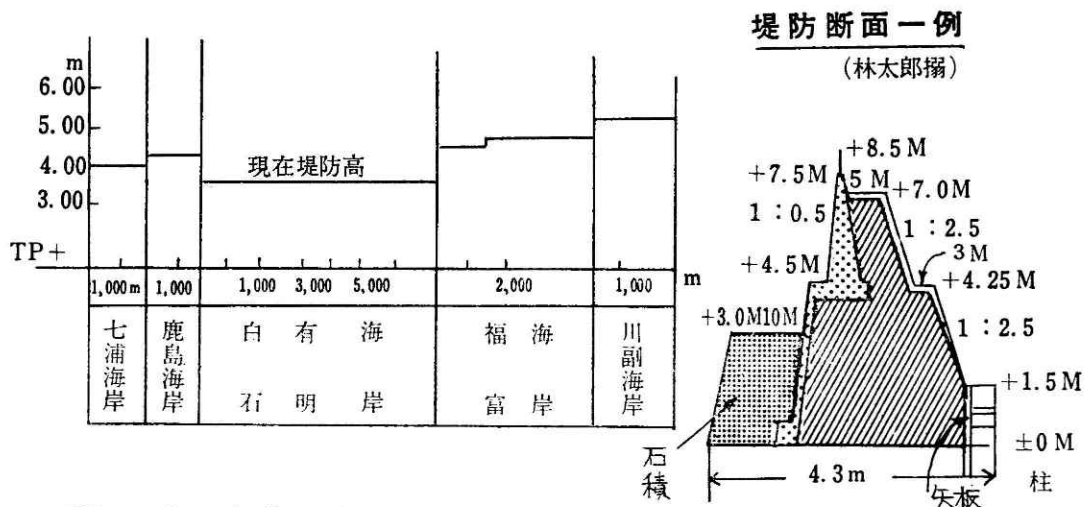 堤防断面一例
(林太郎搦)
m
6.00
5.00
4.00
3.00
TP+
現在堤防高
1,000m
1,000
1,000
3,000
5,000
2,000
1,000
m
七浦海岸
鹿島海岸
白石
有明
海岸
福富
海岸
川副海岸
+8.5M
+7.5M
5M
+7.0M
1:0.5
1:2.5
3M
+4.5M
+4.25M
+3.0M
10M
1:2.5
+1.5M
±0M
石積
4.3m
矢板
柱